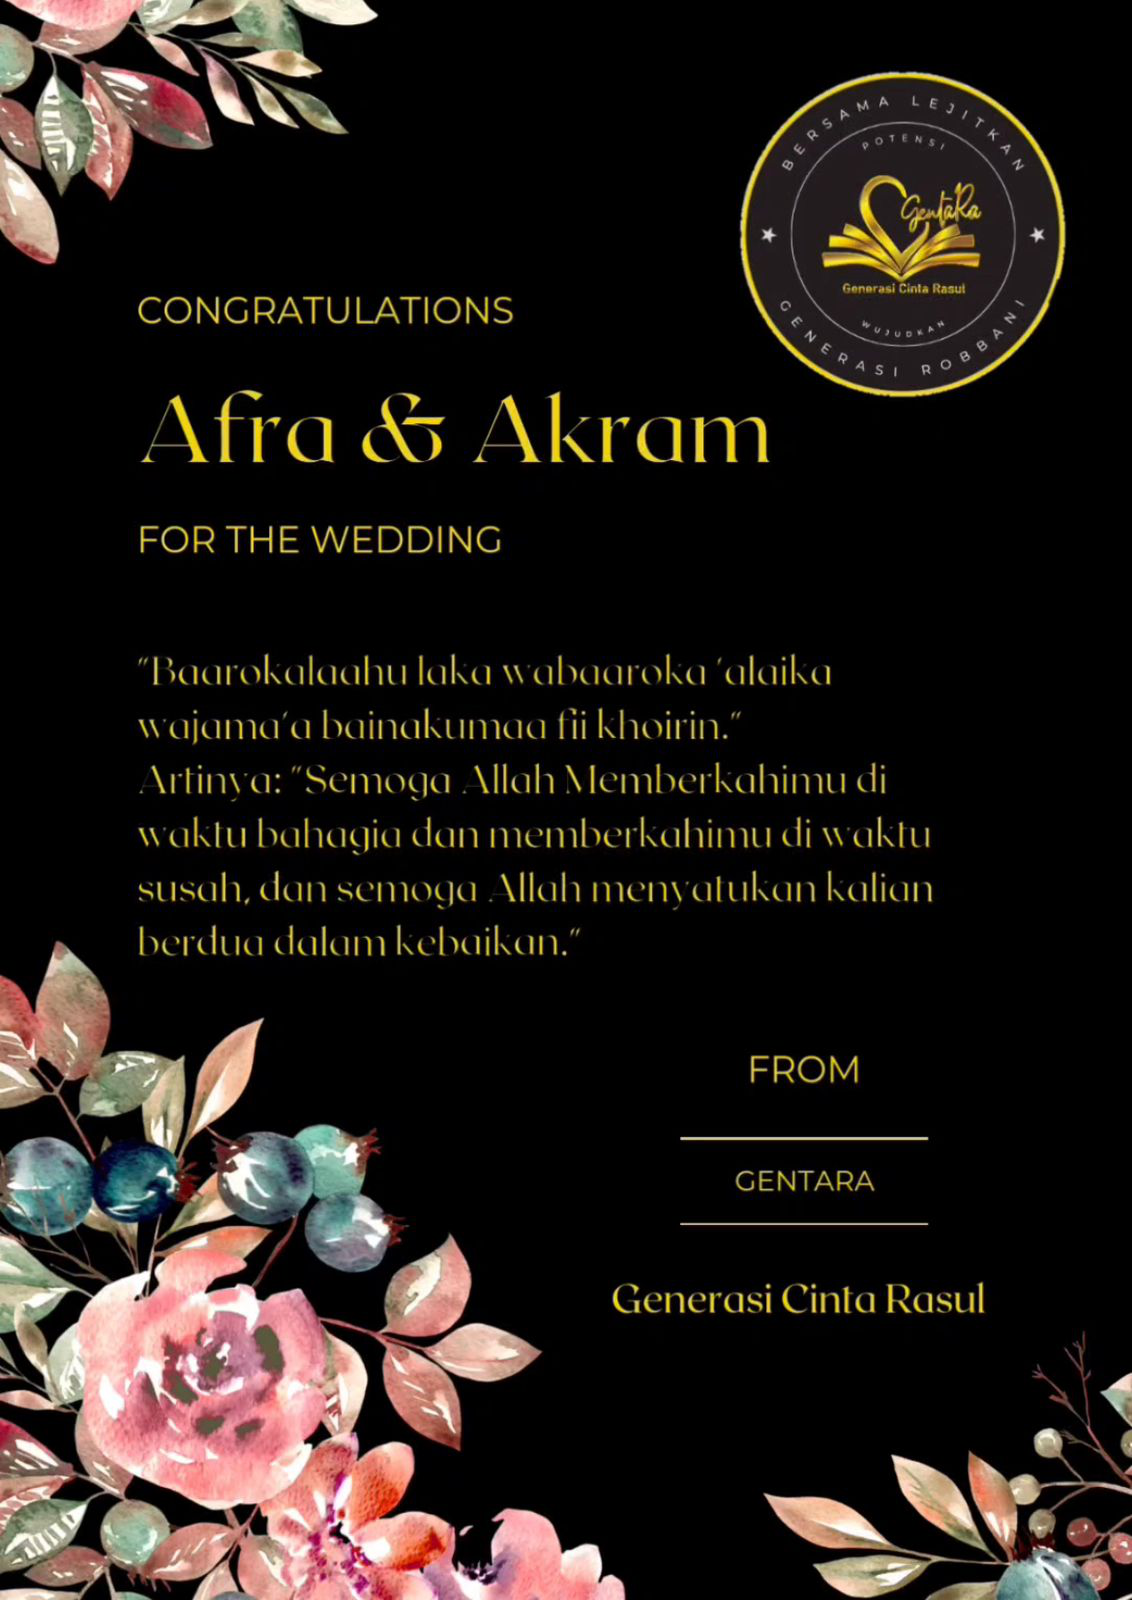 BERSAMA LEJITKAN
POTENSI
GentaRa
Generasi Cinta Rasul
WUJUDKAN
GENERASI ROBBANI
CONGRATULATIONS
Afra & Akram
FOR THE WEDDING
"Baarokalaahu laka wabaaroka 'alaika
wajama'a bainakumaa fii khoirin."
Artinya: "Semoga Allah Memberkahimu di
waktu bahagia dan memberkahimu di waktu
susah, dan semoga Allah menyatukan kalian
berdua dalam kebaikan."
FROM
GENTARA
Generasi Cinta Rasul